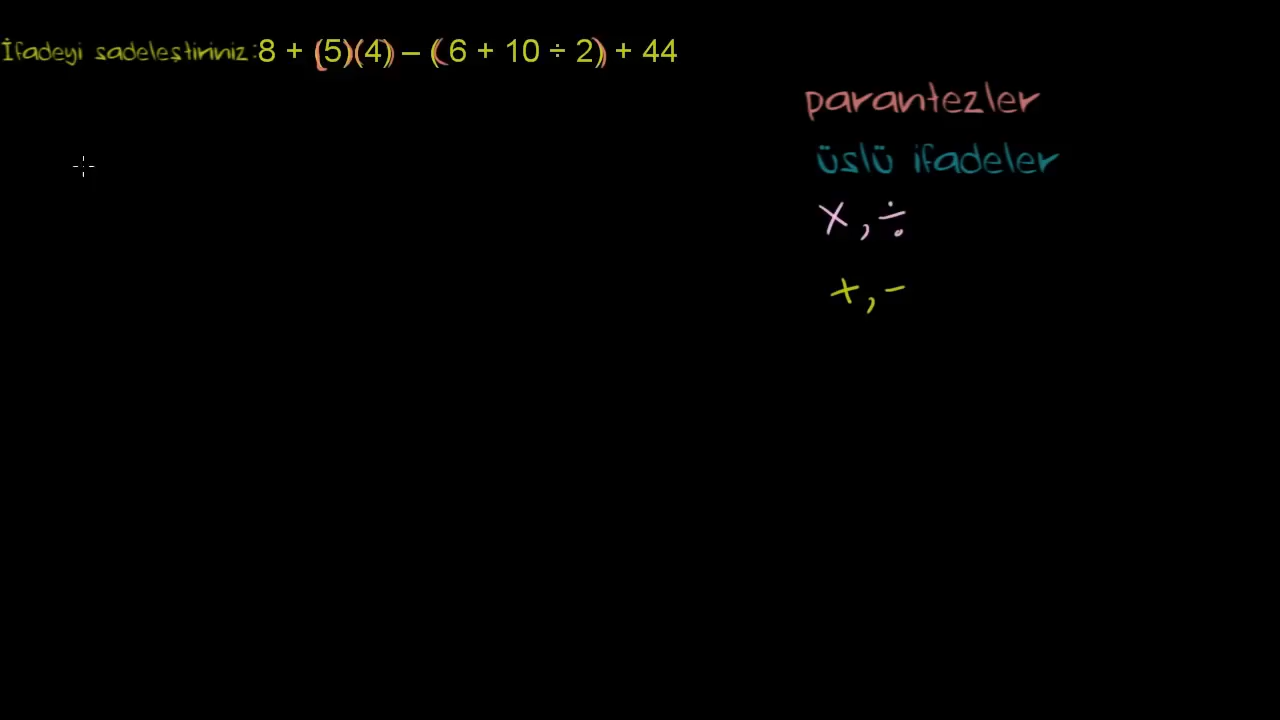 İfadeyi sadeleştiriniz: 8 + (5)(4) – (6 + 10 ÷ 2) + 44
parantezler
üslü ifadeler
x, ÷
+, -